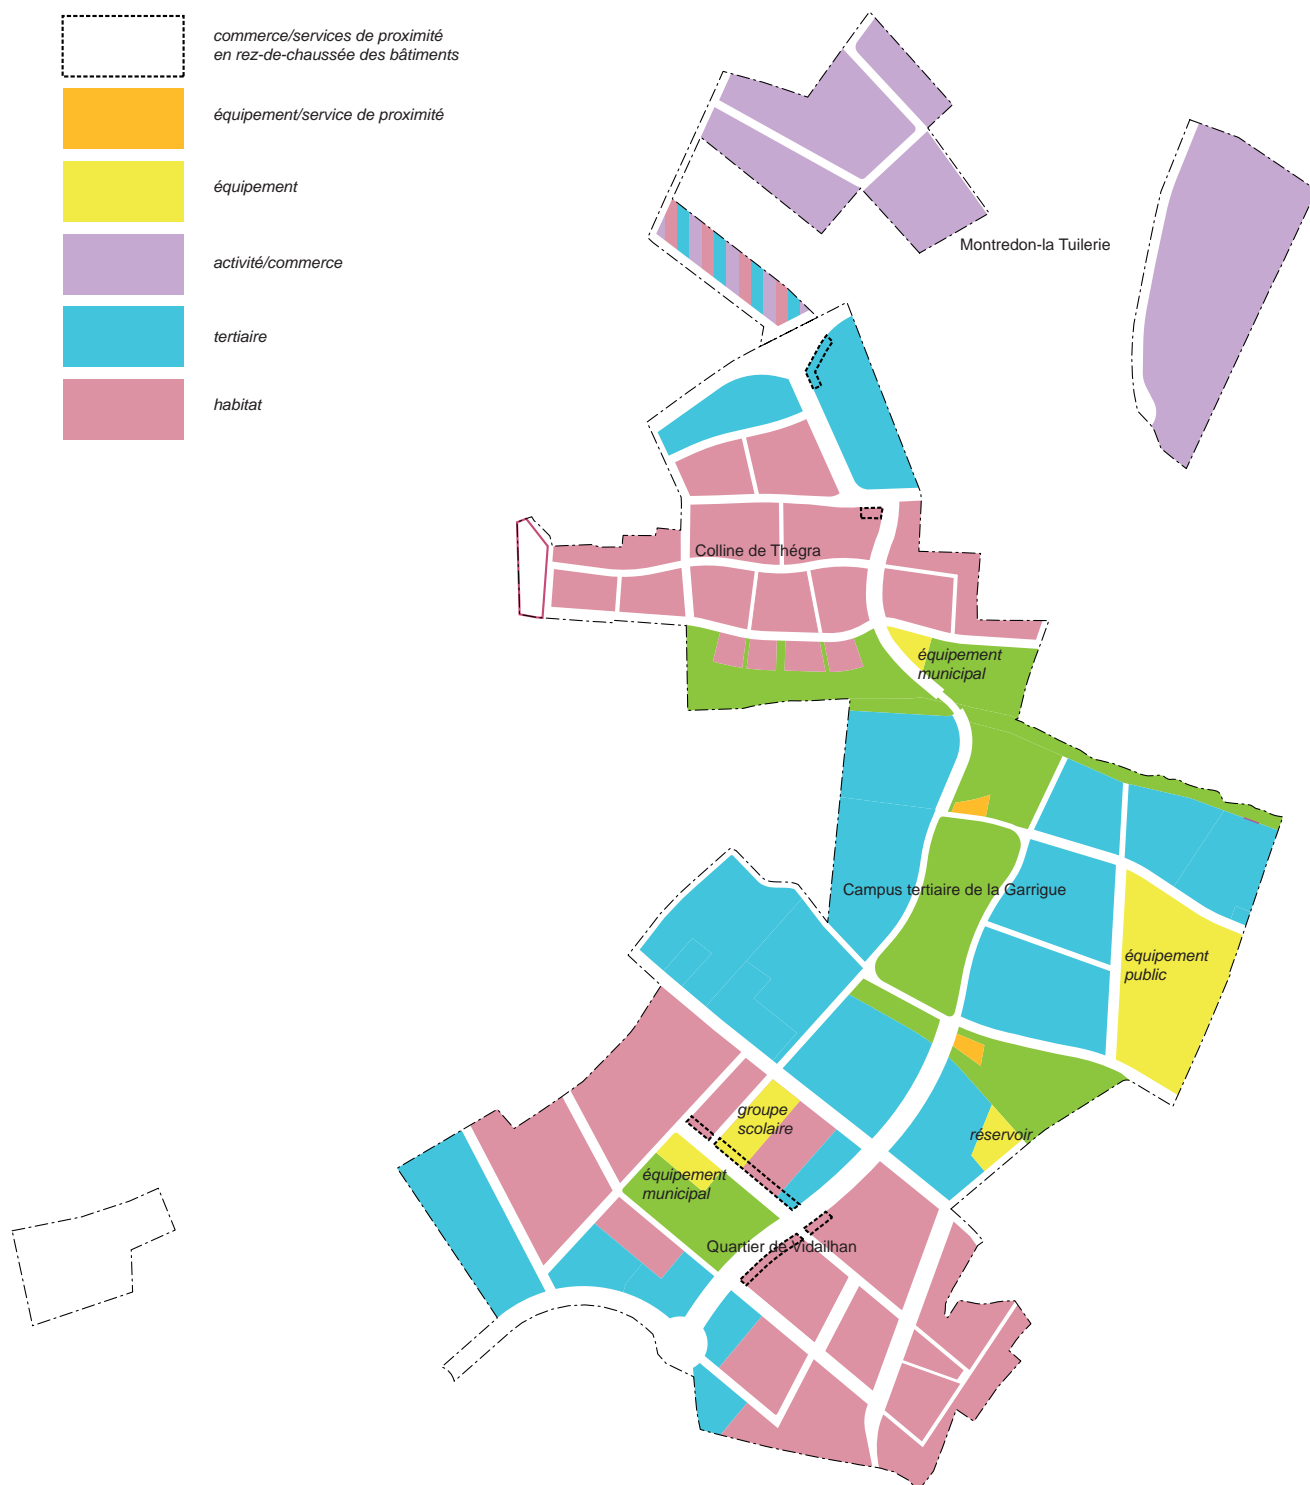 commerce/services de proximité
en rez-de-chaussée des bâtiments
équipement/service de proximité
équipement
activité/commerce
tertiaire
habitat
Montredon-la Tuilerie
Colline de Thégra
équipement
municipal
Campus tertiaire de la Garrigue
équipement
public
groupe
scolaire
réservoir
équipement
municipal
Quartier de Vidailhan